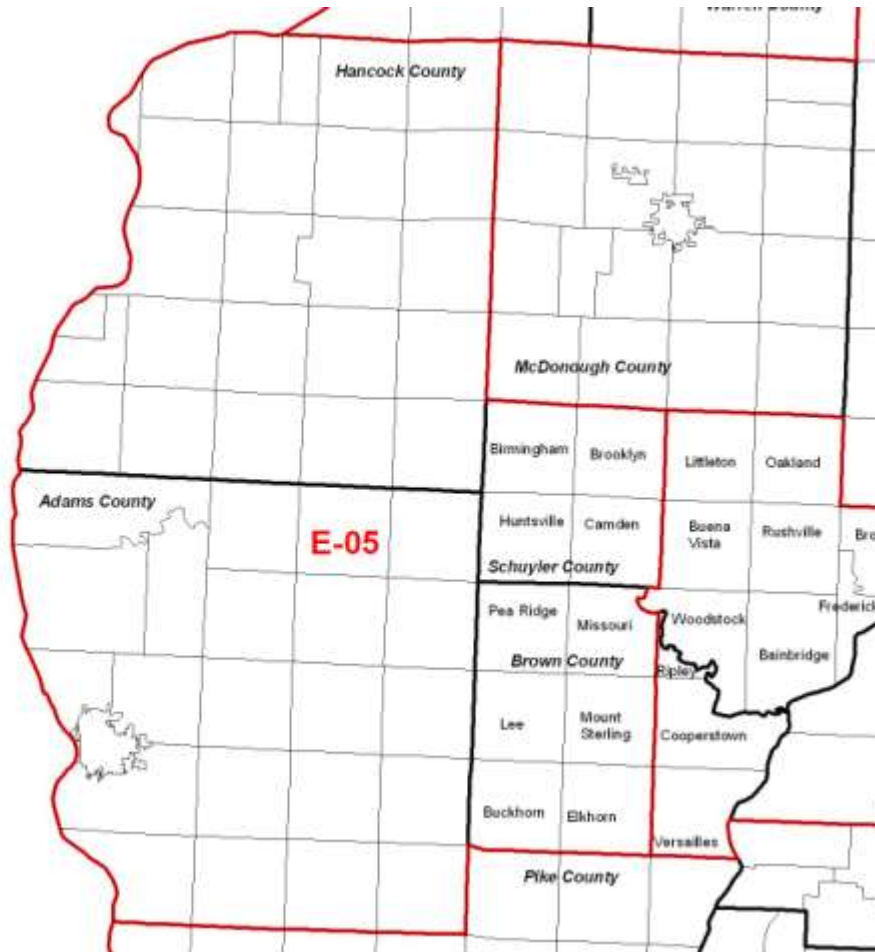 Hancock County
McDonough County
Birmingham
Brooklyn
Littleton
Oakland
Adams County
E-05
Huntsville
Camden
Buena
Vista
Rushville
Schuyler County
Pea Ridge
Missouri
Woodstock
Brown County
Bainbridge
Ripley
Lee
Mount
Sterling
Cooperstown
Buckhorn
Elkhorn
Versailles
Pike County